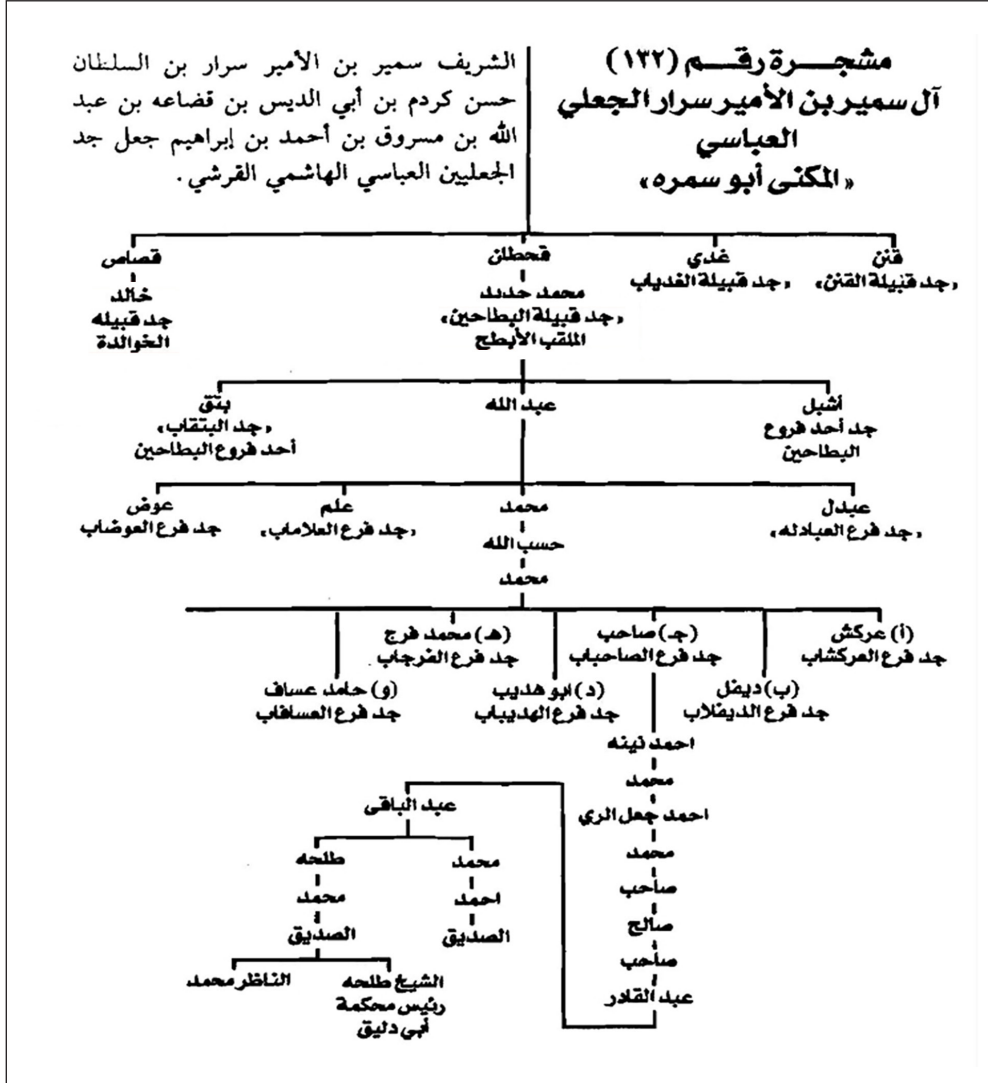 مشجـــــرة رقـــم (١٣٢)
آل سمير بن الأمير سرار الجعلي
العباسي
«المكنى أبو سمره»
الشريف سمير بن الأمير سرار بن السلطان
حسن كردم بن أبي الديس بن قضاعه بن عبد
الله بن مسروق بن أحمد بن إبراهيم جعل جد
الجعليين العباسي الهاشمي القرشي.
قنن
«جد قبيلة القنن»
غدي
جد قبيلة الغدياب»
قحطان
محمد حديد
«جد قبيلة البطاحين»
الملقب الأبطح
قصاص
خالد
جد قبيله
الخوالدة
أشبل
جد أحد فروع
البطاحين
عبد الله
بتق
«جد البتقاب»
أحد فروع البطاحين
عبدل
«جد فرع العبادله»
محمد
حسب الله
محمد
علم
«جد فرع العلاماب»
عوض
جد فرع العوضاب
(أ) عركش
جد فرع العركشاب
(ب) ديفل
جد فرع الديفلاب
(جـ) صاحب
جد فرع الصاحباب
(د) ابو هديب
جد فرع الهديباب
(هـ) محمد فرج
جد فرع الفرجاب
(و) حامد عساف
جد فرع العسافاب
احمد نينه
محمد
احمد جعل الري
محمد
صاحب
صالح
صاحب
عبد القادر
عبد الباقى
محمد
احمد
الصديق
طلحه
محمد
الصديق
الشيخ طلحه
رئيس محكمة
أبي دليق
الناظر محمد